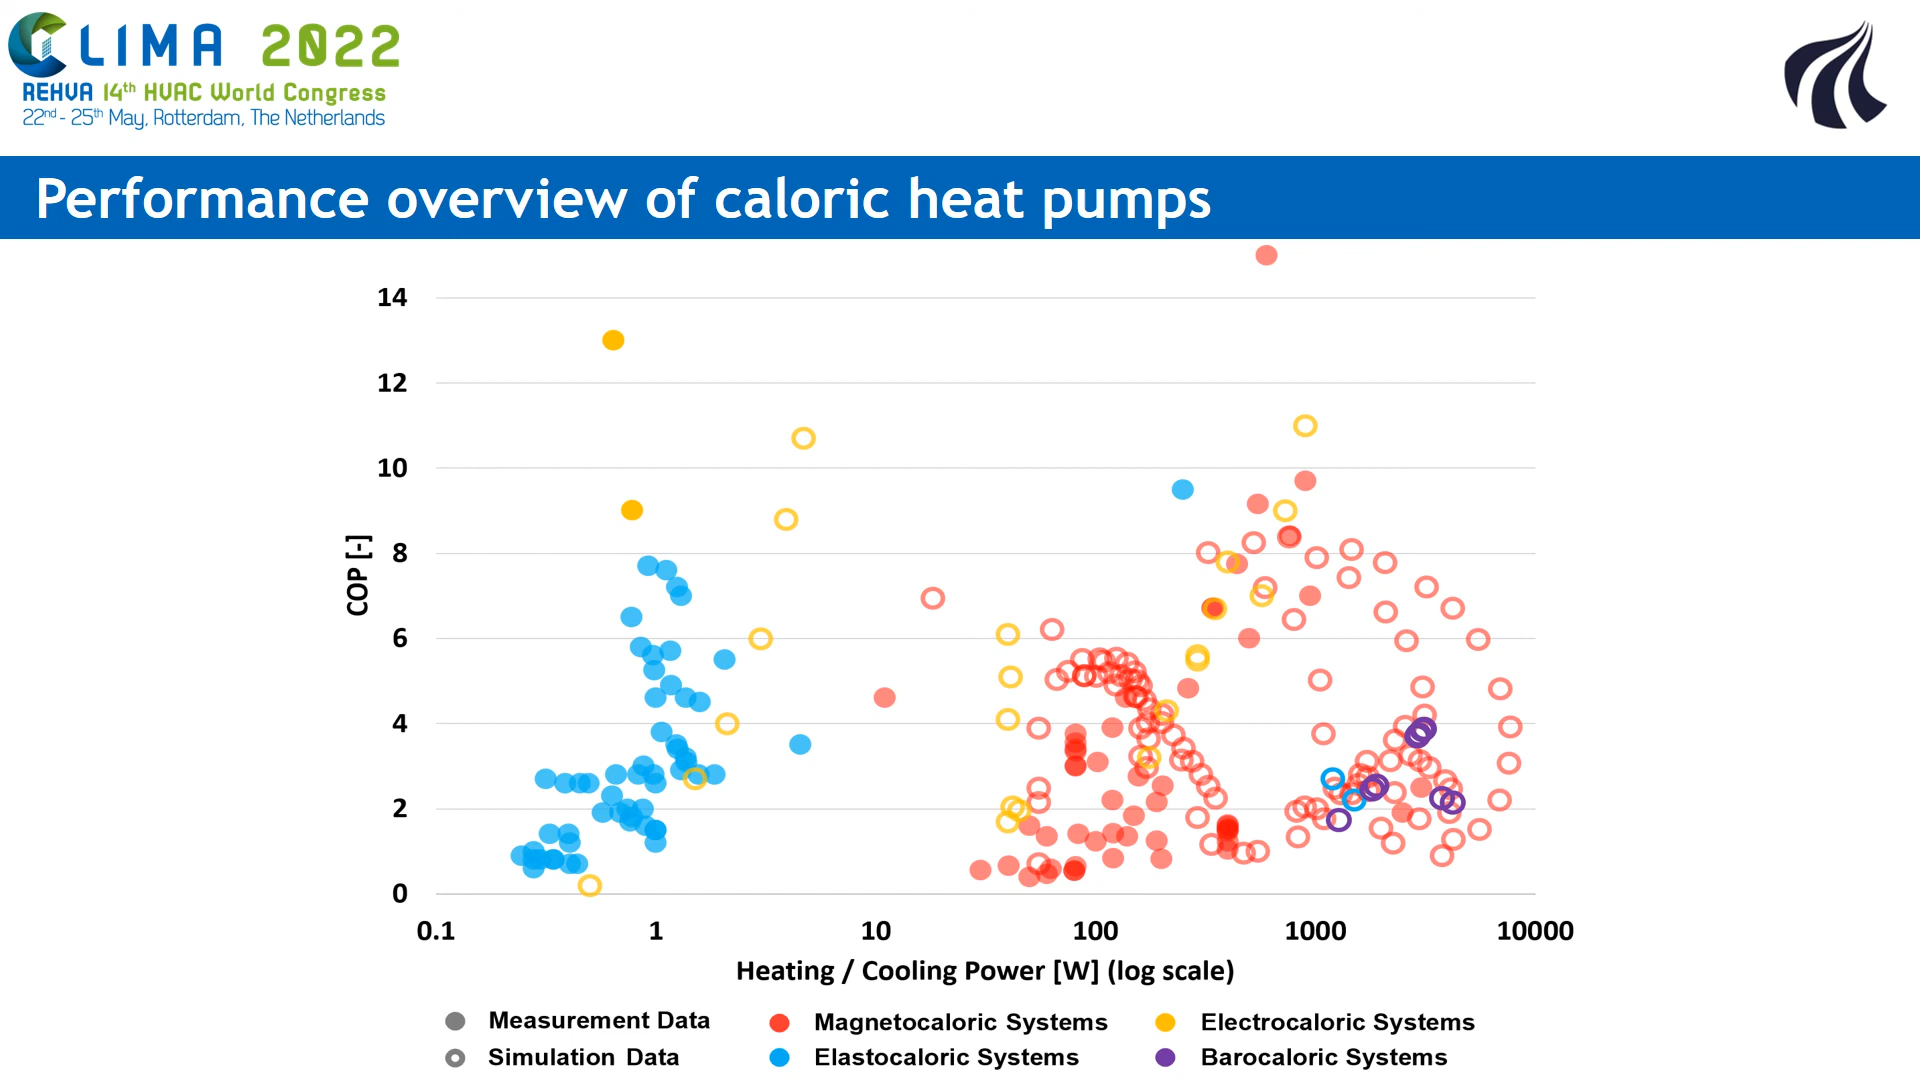 CLIMA 2022
REHVA 14th HVAC World Congress
22nd - 25th May, Rotterdam, The Netherlands
Performance overview of caloric heat pumps
14
12
10
8
6
4
2
0
COP [-]
0.1 1 10 100 1000 10000
Heating / Cooling Power [W] (log scale)
Measurement Data Magnetocaloric Systems Electrocaloric Systems
Simulation Data Elastocaloric Systems Barocaloric Systems